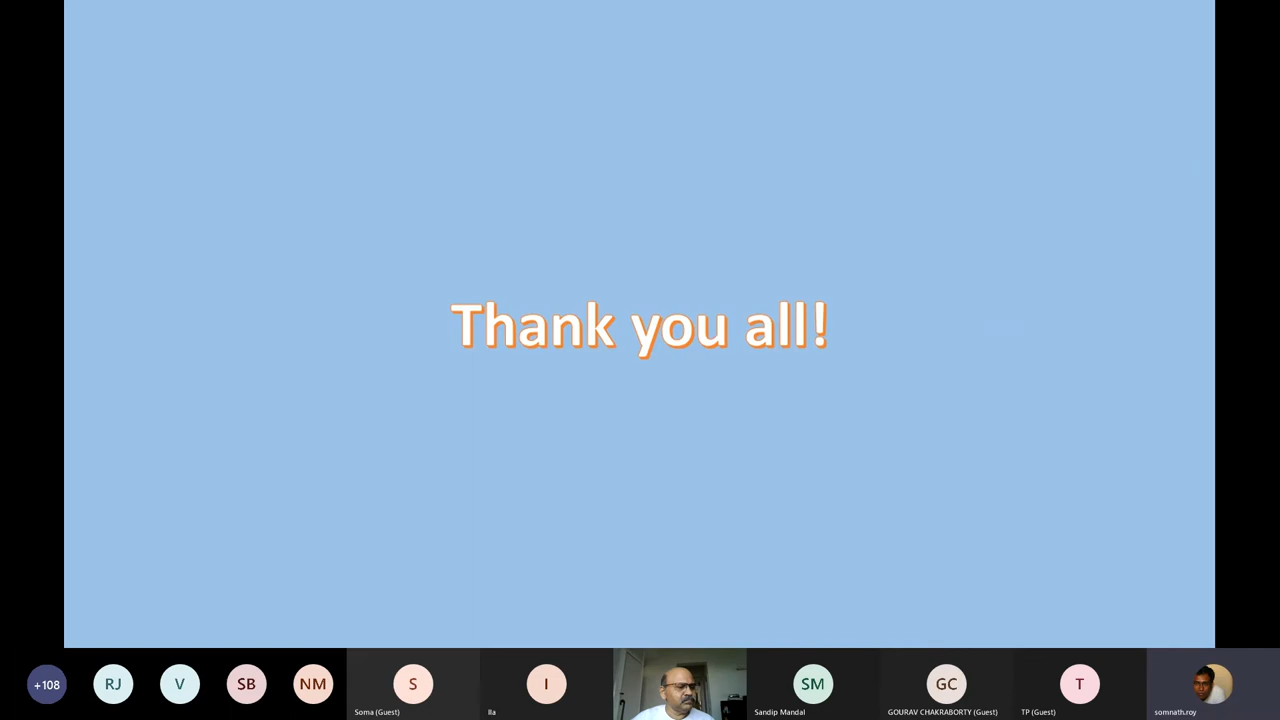 Thank you all!
+108
RJ
V
SB
NM
S
I
SM
GC
T
Soma (Guest)
Ila
Sandip Mandal
GOURAV CHAKRABORTY (Guest)
TP (Guest)
somnath.roy